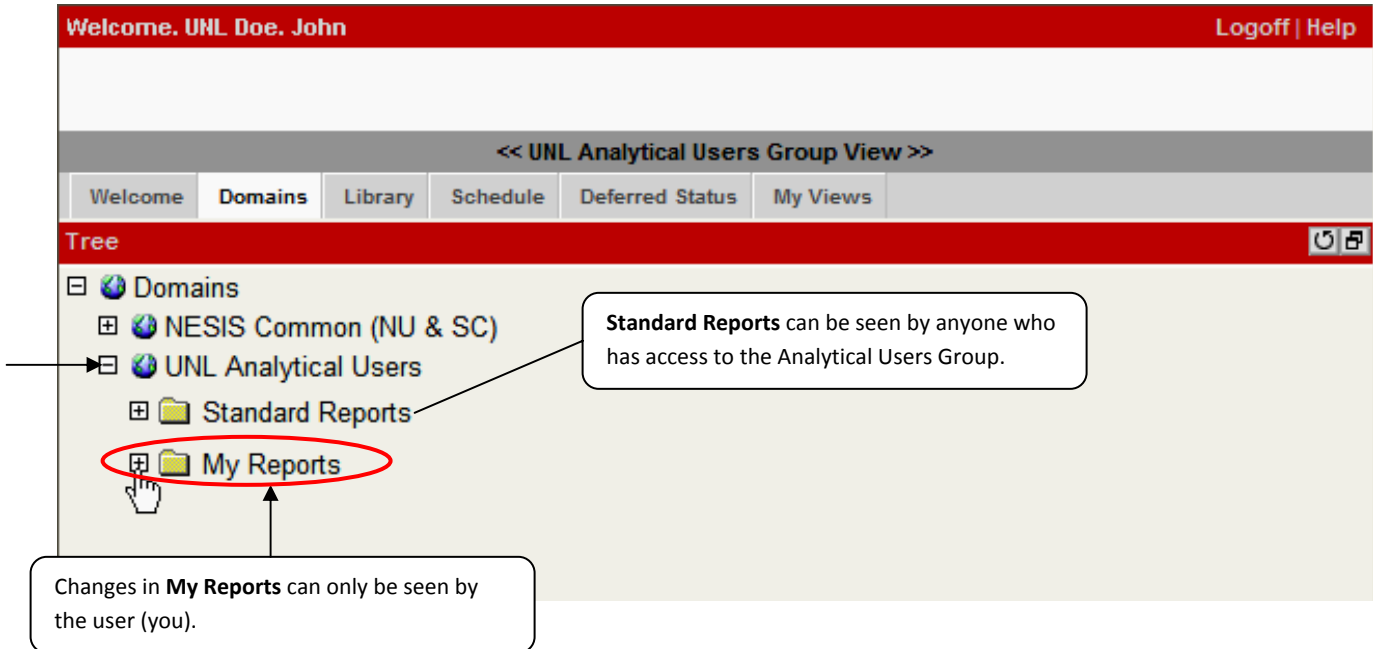 Welcome. UNL Doe. John
Logoff | Help
<< UNL Analytical Users Group View >>
Welcome Domains Library Schedule Deferred Status My Views
Tree
Domains
NESIS Common (NU & SC)
UNL Analytical Users
Standard Reports
My Reports
Standard Reports can be seen by anyone who
has access to the Analytical Users Group.
Changes in My Reports can only be seen by
the user (you).